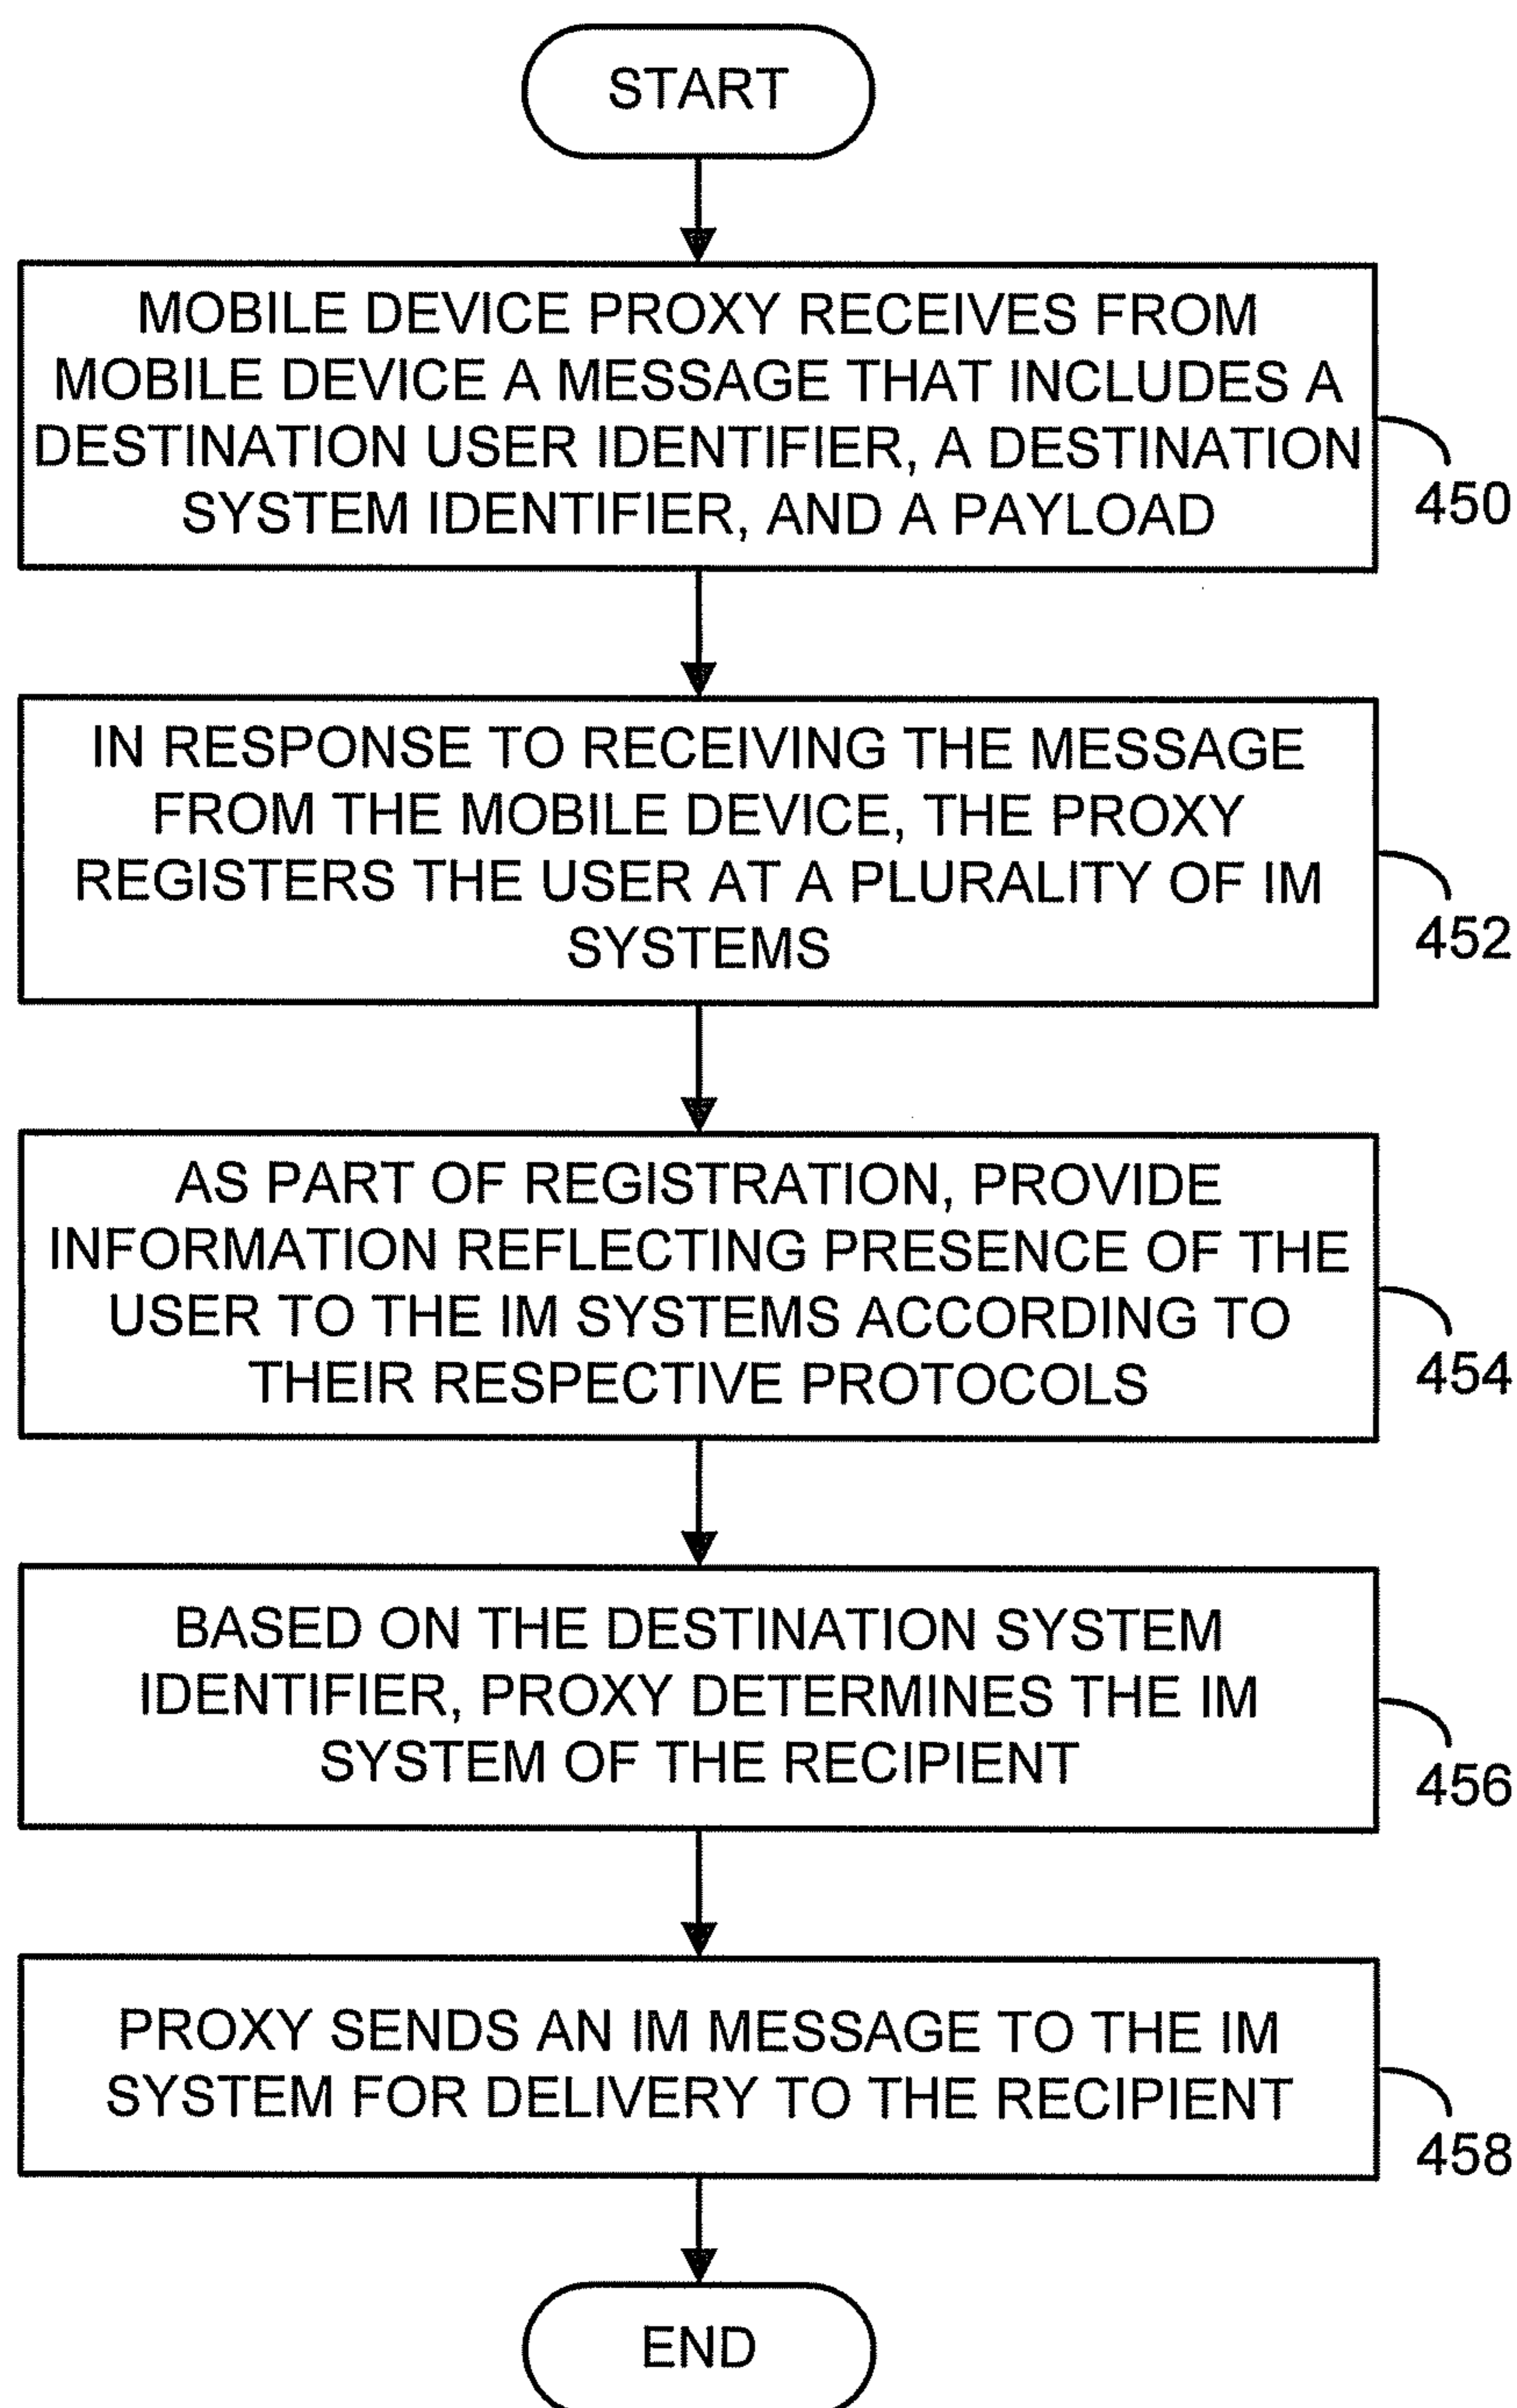 START
MOBILE DEVICE PROXY RECEIVES FROM
MOBILE DEVICE A MESSAGE THAT INCLUDES A
DESTINATION USER IDENTIFIER, A DESTINATION
SYSTEM IDENTIFIER, AND A PAYLOAD
450
IN RESPONSE TO RECEIVING THE MESSAGE
FROM THE MOBILE DEVICE, THE PROXY
REGISTERS THE USER AT A PLURALITY OF IM
SYSTEMS
452
AS PART OF REGISTRATION, PROVIDE
INFORMATION REFLECTING PRESENCE OF THE
USER TO THE IM SYSTEMS ACCORDING TO
THEIR RESPECTIVE PROTOCOLS
454
BASED ON THE DESTINATION SYSTEM
IDENTIFIER, PROXY DETERMINES THE IM
SYSTEM OF THE RECIPIENT
456
PROXY SENDS AN IM MESSAGE TO THE IM
SYSTEM FOR DELIVERY TO THE RECIPIENT
458
END